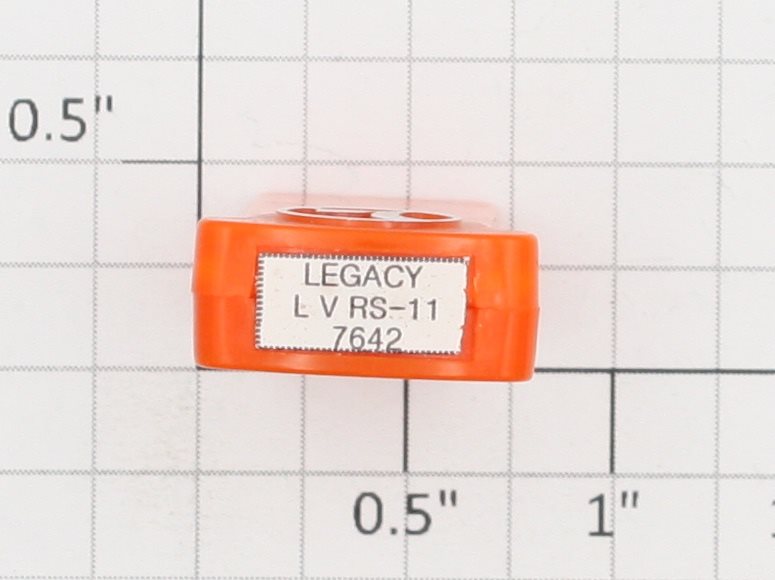 0.5"
LEGACY
L V RS-11
7642
0.5" 1"